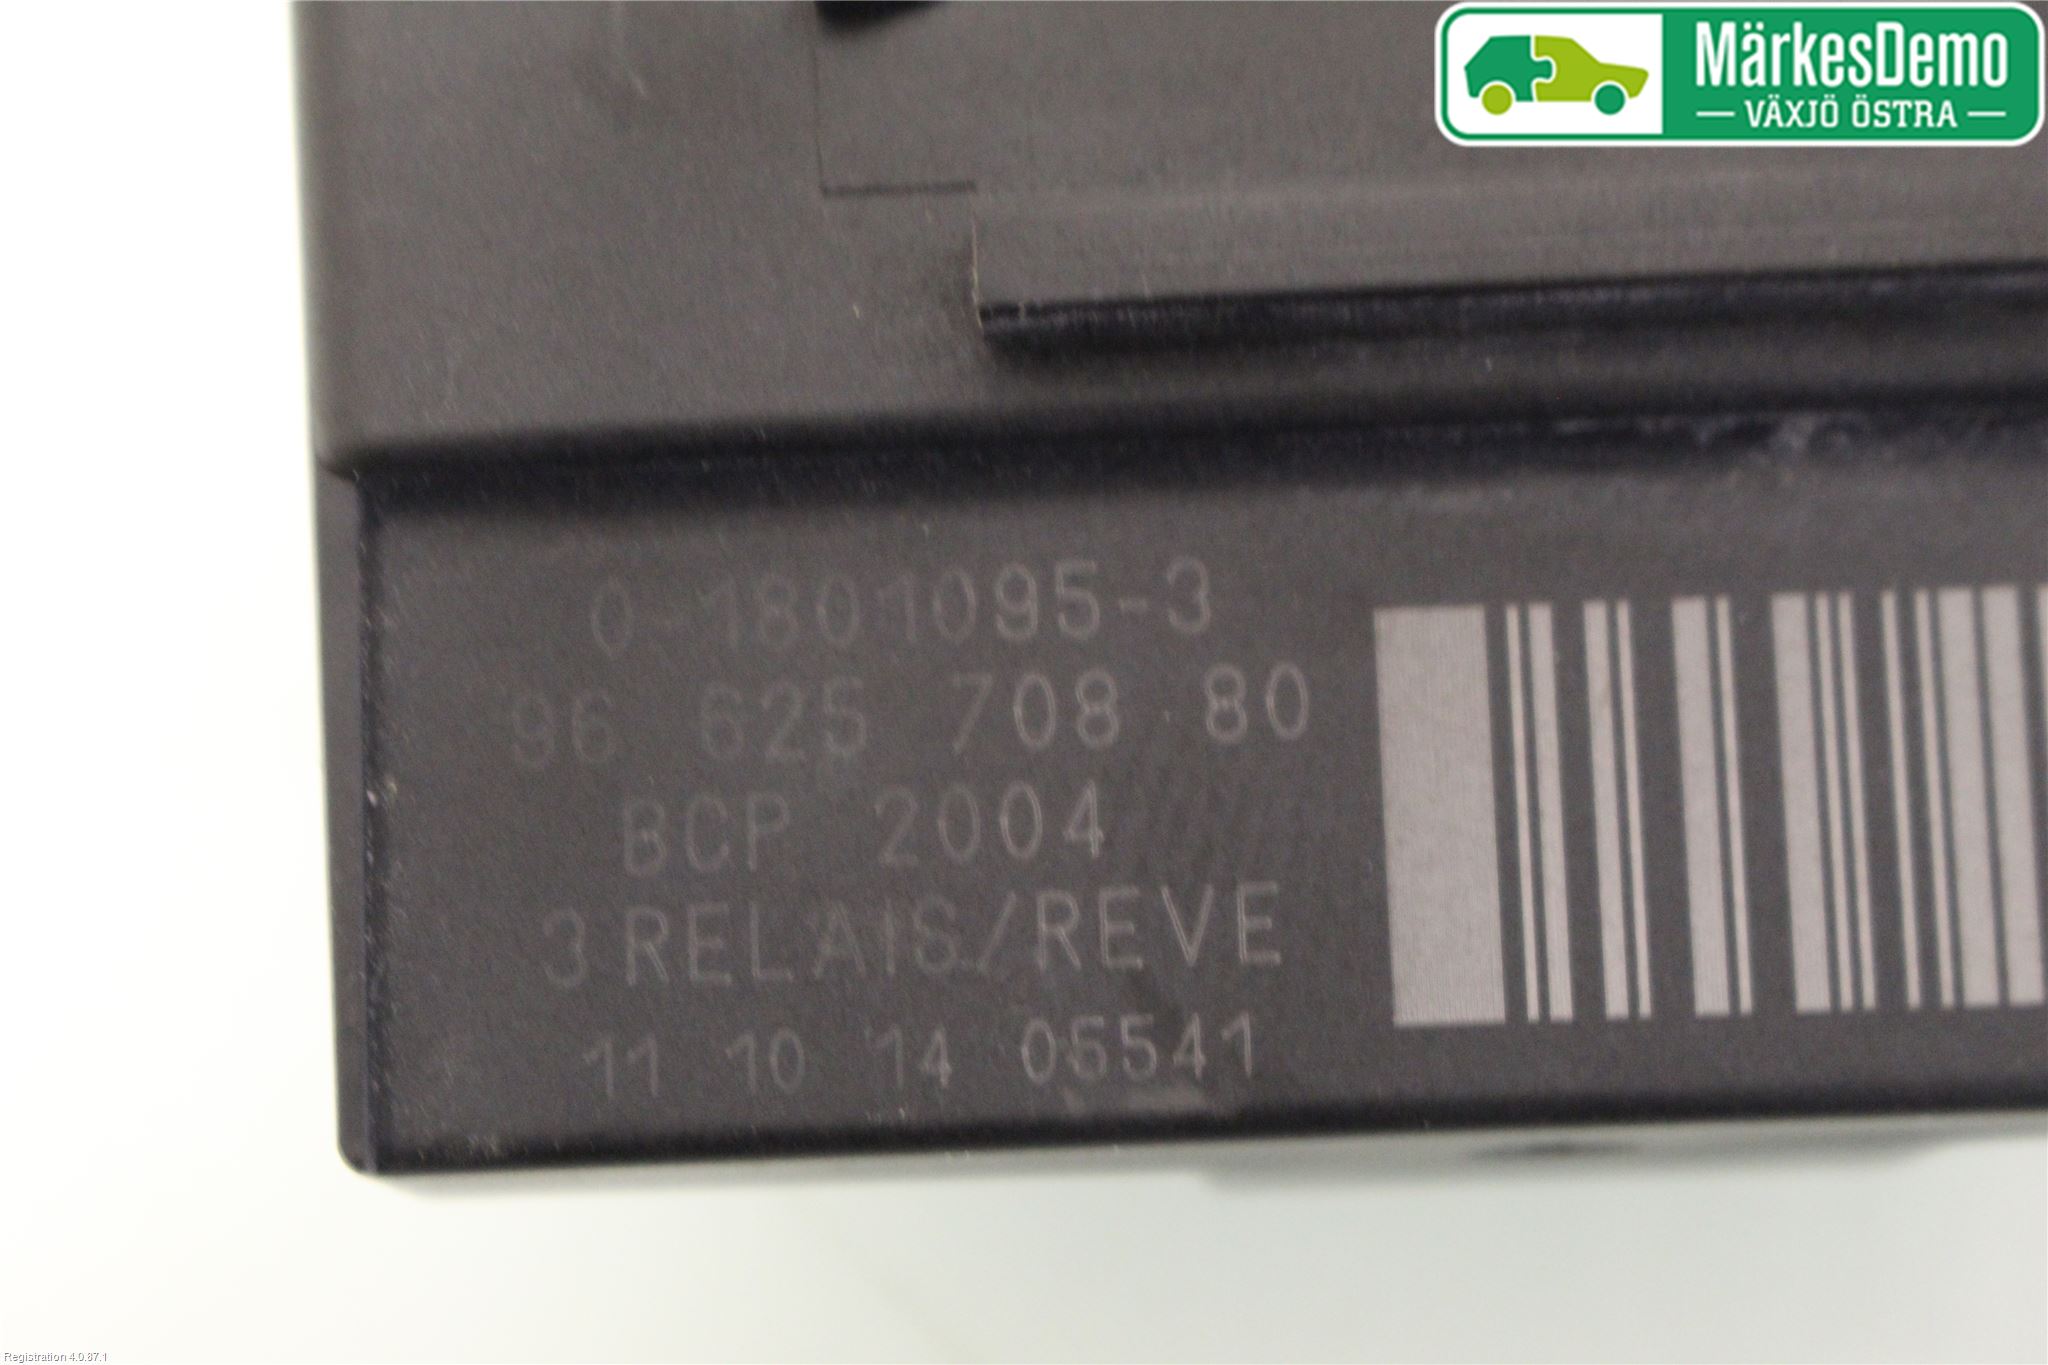 MärkesDemo
VÄXJÖ ÖSTRA
0-1801095-3
96 625 708 80
BCP 2004
3 RELAIS/REVE
11 10 14 06541
Registration 4.0.87.1